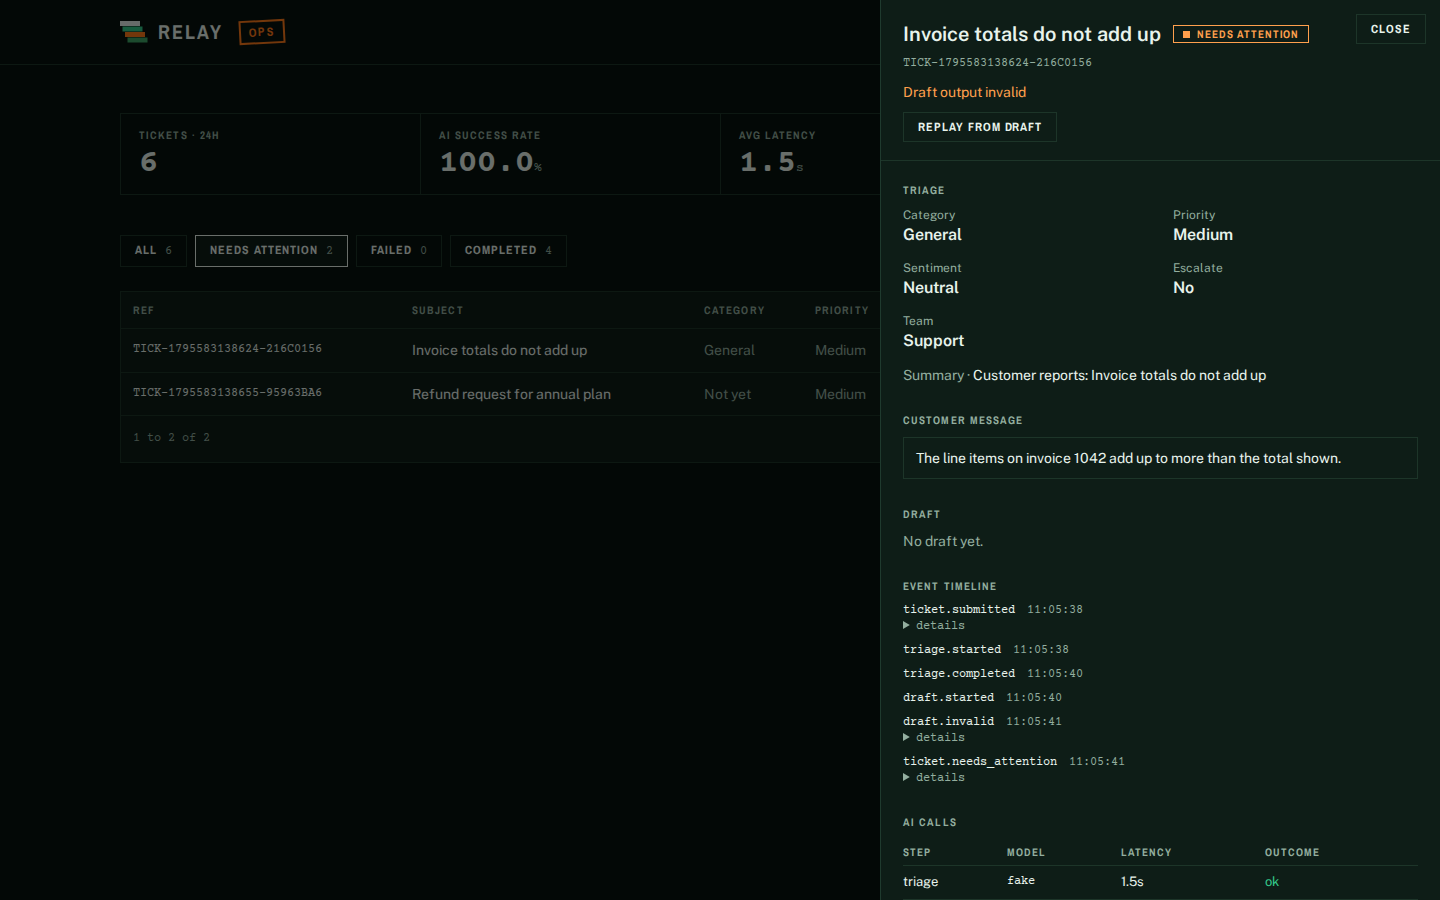 RELAY OPS
TICKETS · 24H
6
AI SUCCESS RATE
100.0%
AVG LATENCY
1.5s
ALL 6
NEEDS ATTENTION 2
FAILED 0
COMPLETED 4
REF SUBJECT CATEGORY PRIORITY
TICK-1795583138624-216C0156 Invoice totals do not add up General Medium
TICK-1795583138655-95963BA6 Refund request for annual plan Not yet Medium
1 to 2 of 2
Invoice totals do not add up NEEDS ATTENTION
CLOSE
TICK-1795583138624-216C0156
Draft output invalid
REPLAY FROM DRAFT
TRIAGE
Category Priority
General Medium
Sentiment Escalate
Neutral No
Team
Support
Summary · Customer reports: Invoice totals do not add up
CUSTOMER MESSAGE
The line items on invoice 1042 add up to more than the total shown.
DRAFT
No draft yet.
EVENT TIMELINE
ticket.submitted 11:05:38
details
triage.started 11:05:38
triage.completed 11:05:40
draft.started 11:05:40
draft.invalid 11:05:41
details
ticket.needs_attention 11:05:41
details
AI CALLS
STEP MODEL LATENCY OUTCOME
triage fake 1.5s ok